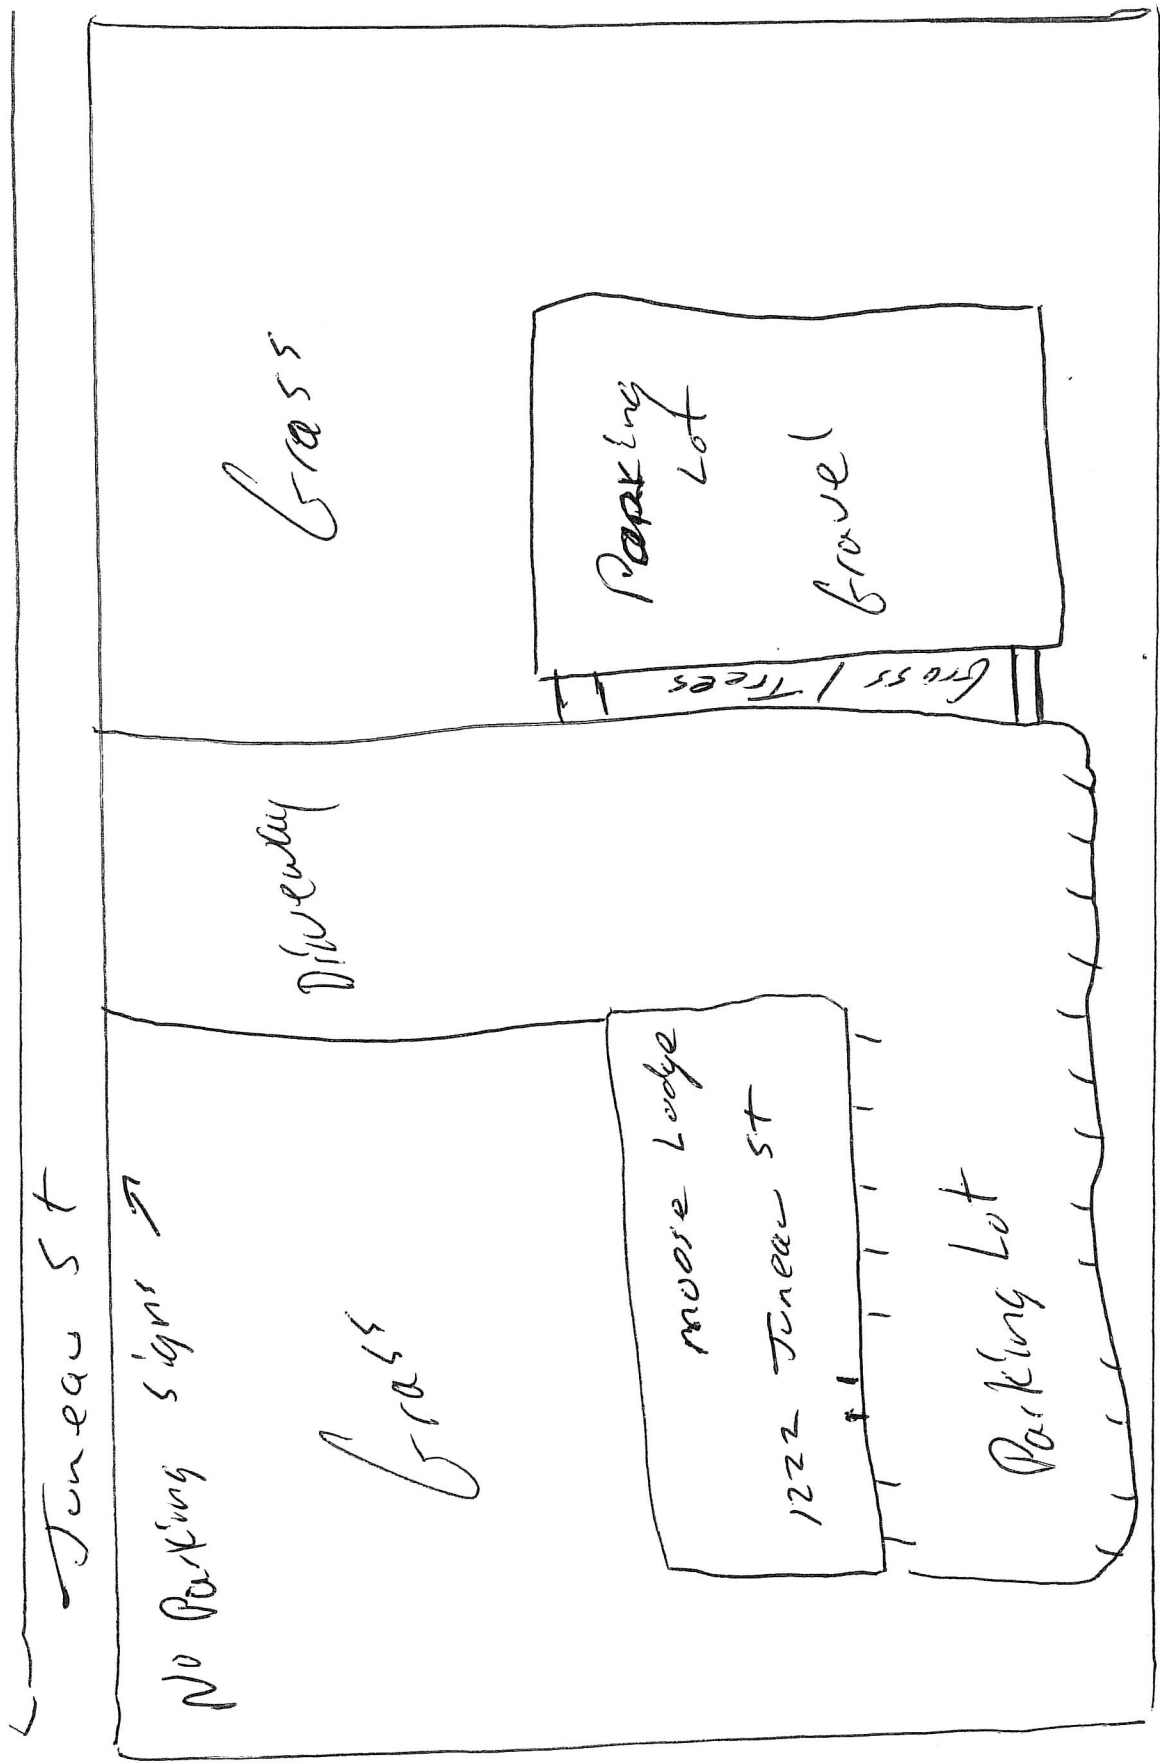 Juneau St
No Parking signs
Grass
Driveway
Grass
Moose Lodge
122 Juneau St
Parking
Lot
Gravel
Grass / Trees
Parking Lot